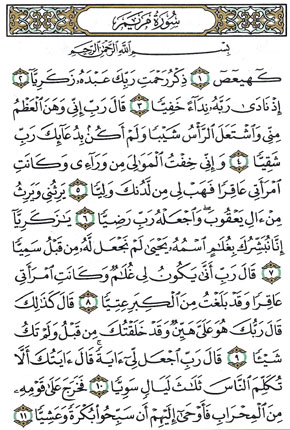 سُورَةُ مَرْيَمَ
بِسْمِ ٱللَّهِ ٱلرَّحْمَٰنِ ٱلرَّحِيمِ
كٓهيعٓصٓ ١ ذِكْرُ رَحْمَتِ رَبِّكَ عَبْدَهُۥ زَكَرِيَّآ ٢
إِذْ نَادَىٰ رَبَّهُۥ نِدَآءً خَفِيًّا ٣ قَالَ رَبِّ إِنِّى وَهَنَ ٱلْعَظْمُ
مِنِّى وَٱشْتَعَلَ ٱلرَّأْسُ شَيْبًا وَلَمْ أَكُنۢ بِدُعَآئِكَ رَبِّ
شَقِيًّا ٤ وَإِنِّى خِفْتُ ٱلْمَوَٰلِىَ مِن وَرَآءِى وَكَانَتِ
ٱمْرَأَتِى عَاقِرًا فَهَبْ لِى مِن لَّدُنكَ وَلِيًّا ٥ يَرِثُنِى وَيَرِثُ
مِنْ ءَالِ يَعْقُوبَ ۖ وَٱجْعَلْهُ رَبِّ رَضِيًّا ٦ يَٰزَكَرِيَّآ
إِنَّا نُبَشِّرُكَ بِغُلَٰمٍ ٱسْمُهُۥ يَحْيَىٰ لَمْ نَجْعَل لَّهُۥ مِن قَبْلُ سَمِيًّا
٧ قَالَ رَبِّ أَنَّىٰ يَكُونُ لِى غُلَٰمٌ وَكَانَتِ ٱمْرَأَتِى
عَاقِرًا وَقَدْ بَلَغْتُ مِنَ ٱلْكِبَرِ عِتِيًّا ٨ قَالَ كَذَٰلِكَ
قَالَ رَبُّكَ هُوَ عَلَىَّ هَيِّنٌ وَقَدْ خَلَقْتُكَ مِن قَبْلُ وَلَمْ تَكُ
شَيْـًٔا ٩ قَالَ رَبِّ ٱجْعَل لِّىٓ ءَايَةً ۚ قَالَ ءَايَتُكَ أَلَّا
تُكَلِّمَ ٱلنَّاسَ ثَلَٰثَ لَيَالٍ سَوِيًّا ١٠ فَخَرَجَ عَلَىٰ قَوْمِهِۦ
مِنَ ٱلْمِحْرَابِ فَأَوْحَىٰٓ إِلَيْهِمْ أَن سَبِّحُوا۟ بُكْرَةً وَعَشِيًّا ١١